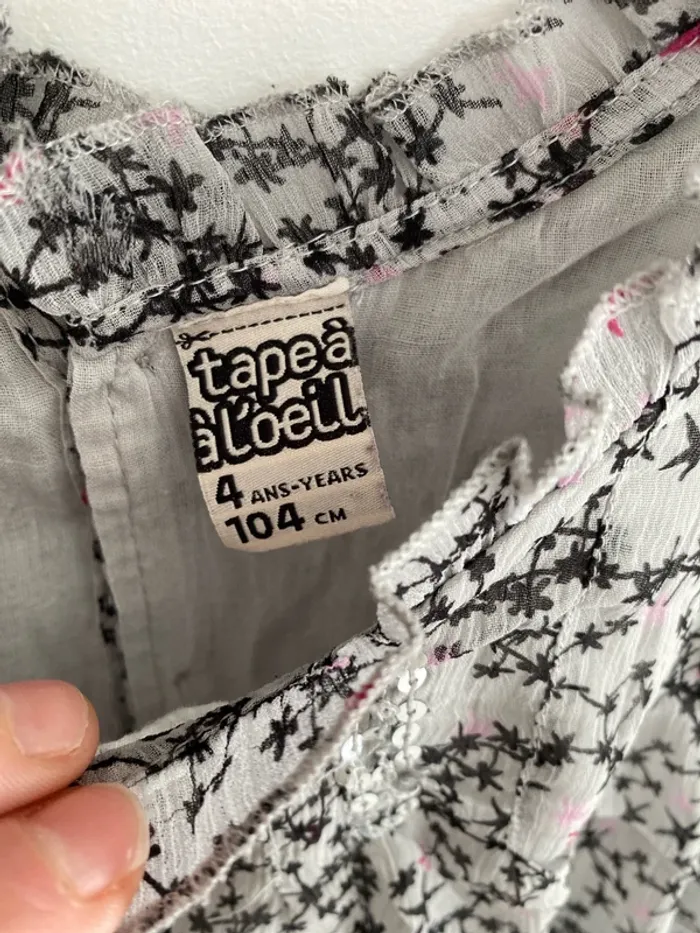 tapeà
à l'oeil
4 ANS-YEARS
104 CM